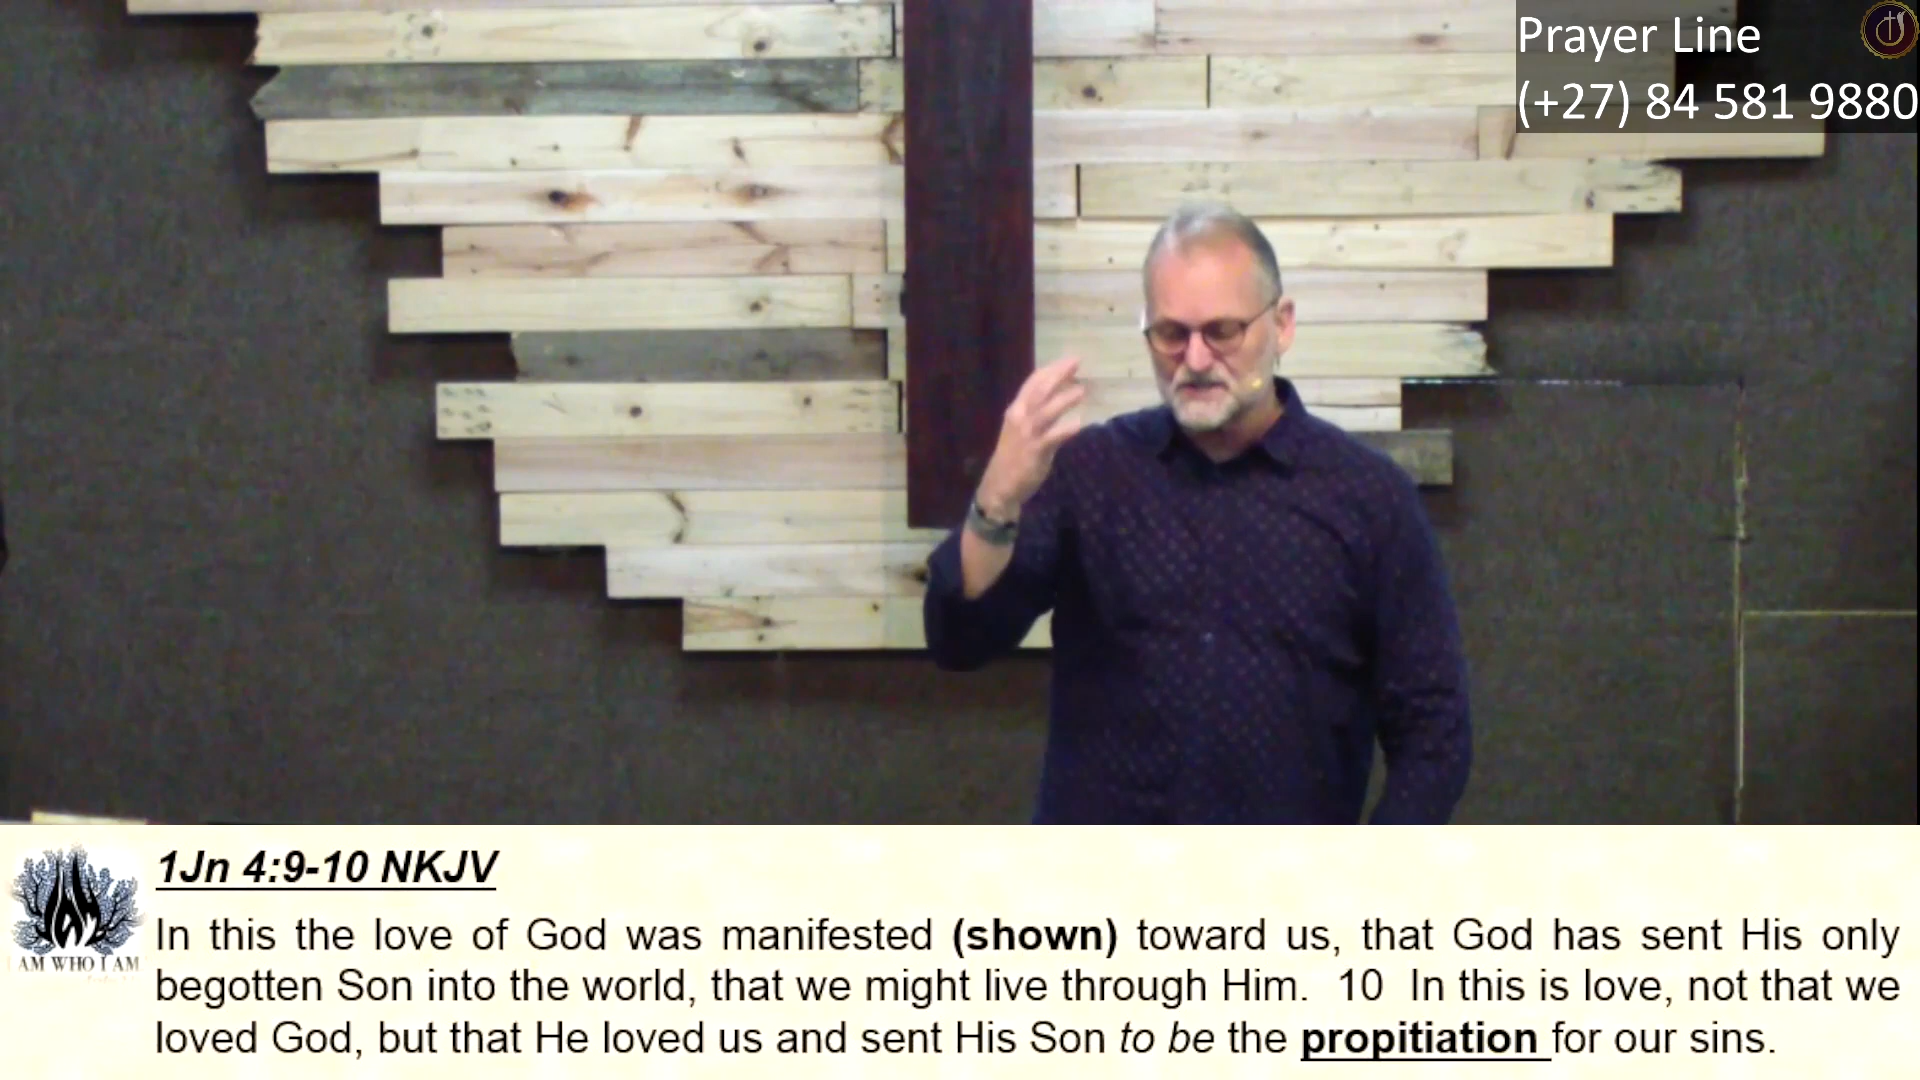 Prayer Line
(+27) 84 581 9880
1Jn 4:9-10 NKJV
In this the love of God was manifested (shown) toward us, that God has sent His only
begotten Son into the world, that we might live through Him. 10 In this is love, not that we
loved God, but that He loved us and sent His Son to be the propitiation for our sins.
I AM WHO I AM